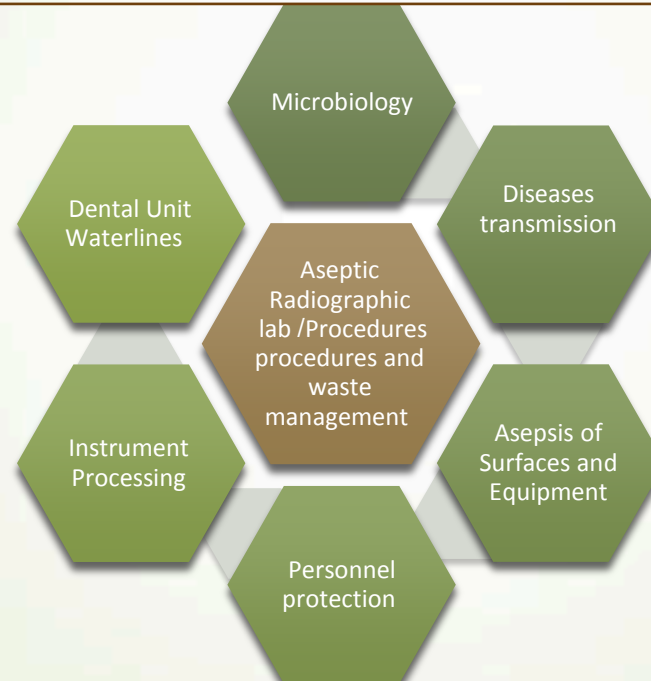 Microbiology
Diseases
transmission
Dental Unit
Waterlines
Aseptic
Radiographic
lab /Procedures
procedures and
waste
management
Asepsis of
Surfaces and
Equipment
Instrument
Processing
Personnel
protection